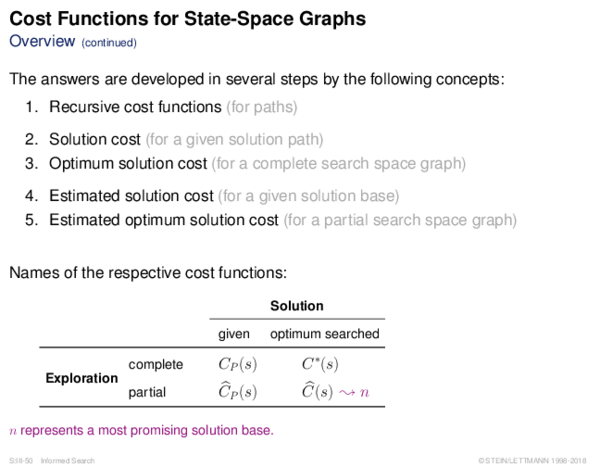 Cost Functions for State-Space Graphs
Overview (continued)
The answers are developed in several steps by the following concepts:
1. Recursive cost functions (for paths)
2. Solution cost (for a given solution path)
3. Optimum solution cost (for a complete search space graph)
4. Estimated solution cost (for a given solution base)
5. Estimated optimum solution cost (for a partial search space graph)
Names of the respective cost functions:
Solution
given optimum searched
Exploration
complete C_P(s) C*(s)
partial Ĉ_P(s) Ĉ(s) ⤳ n
n represents a most promising solution base.
S:II-50 Informed Search ©STEIN/LETTMANN 1998-2018